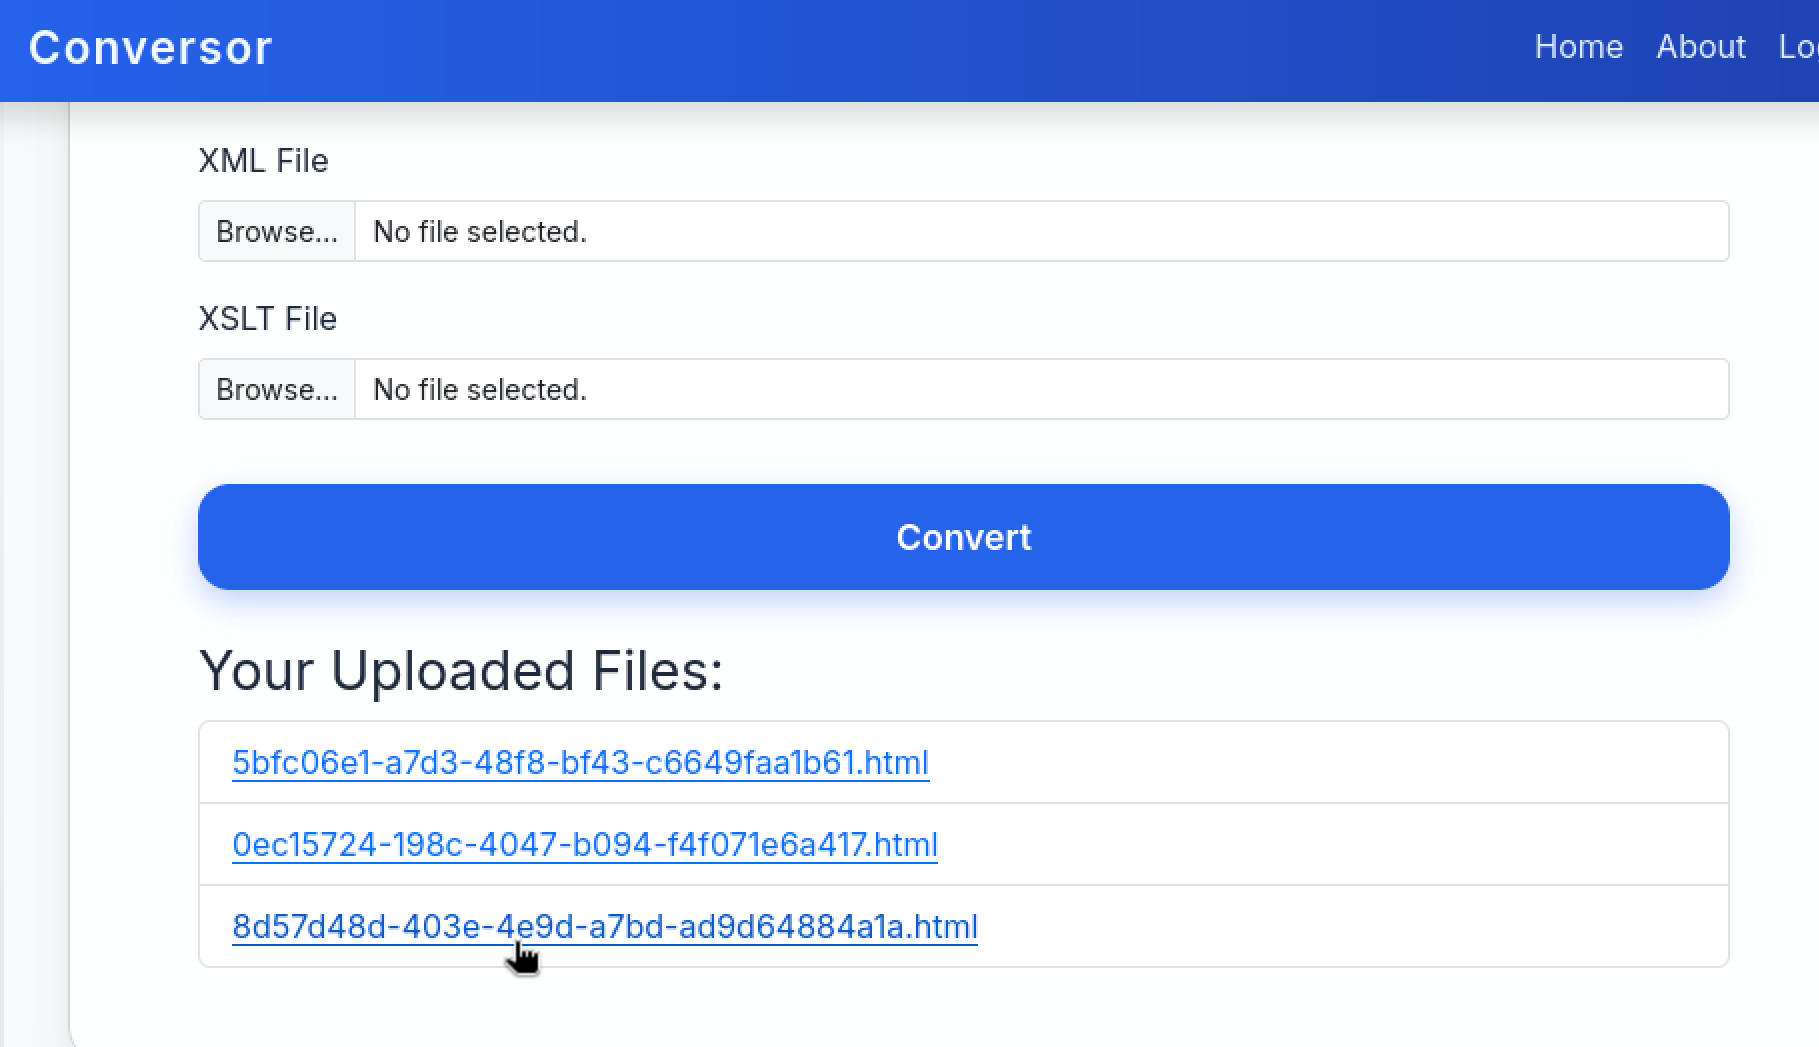 Conversor
Home About
XML File
Browse... No file selected.
XSLT File
Browse... No file selected.
Convert
Your Uploaded Files:
5bfc06e1-a7d3-48f8-bf43-c6649faa1b61.html
0ec15724-198c-4047-b094-f4f071e6a417.html
8d57d48d-403e-4e9d-a7bd-ad9d64884a1a.html